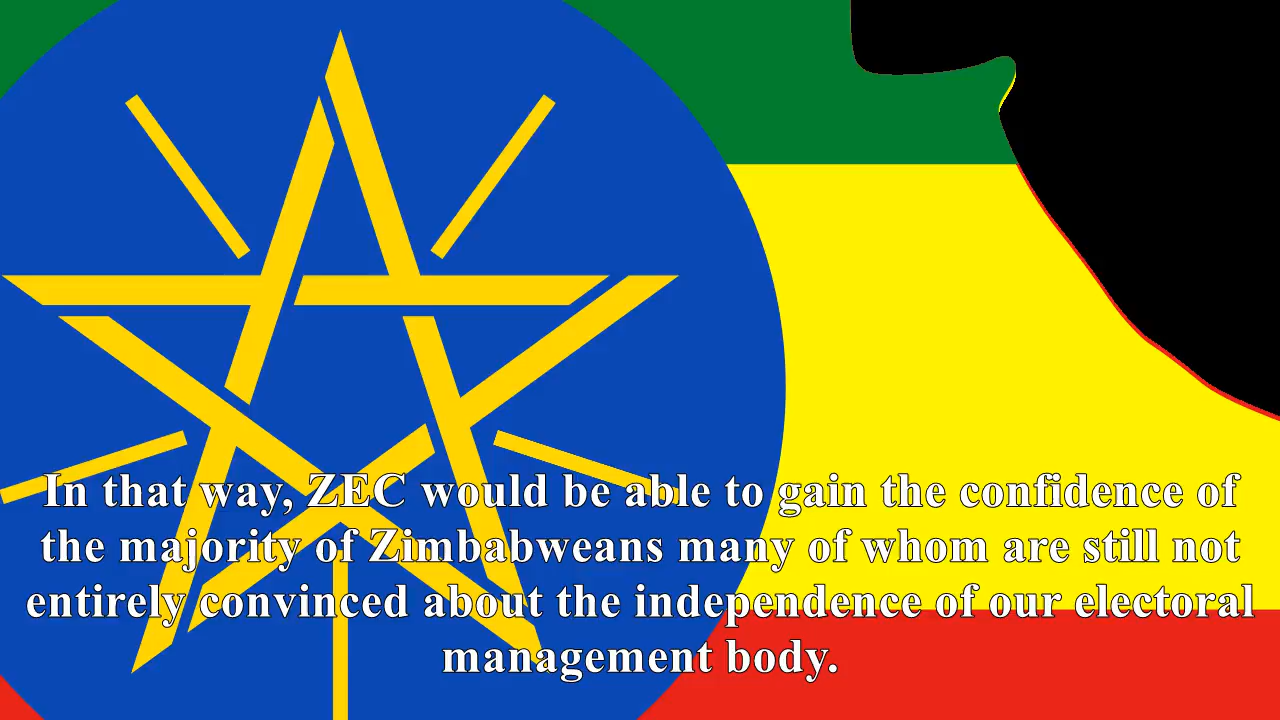 In that way, ZEC would be able to gain the confidence of
the majority of Zimbabweans many of whom are still not
entirely convinced about the independence of our electoral
management body.